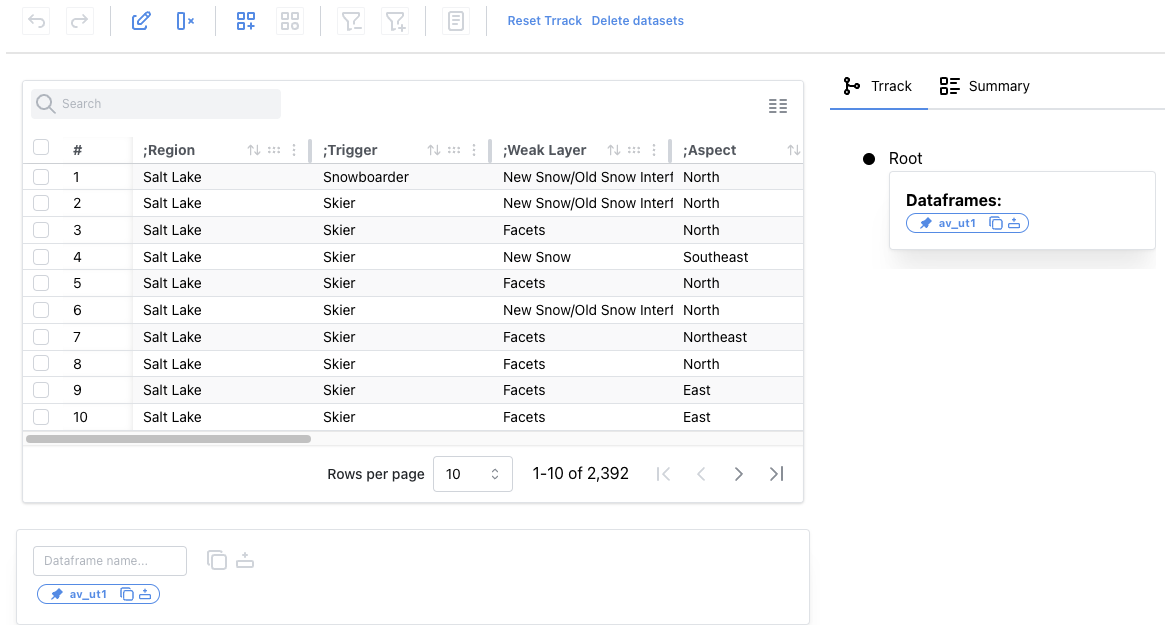 Reset Trrack Delete datasets
Search
Trrack Summary
# ;Region ;Trigger ;Weak Layer ;Aspect
1 Salt Lake Snowboarder New Snow/Old Snow Interf North
2 Salt Lake Skier New Snow/Old Snow Interf North
3 Salt Lake Skier Facets North
4 Salt Lake Skier New Snow Southeast
5 Salt Lake Skier Facets North
6 Salt Lake Skier New Snow/Old Snow Interf North
7 Salt Lake Skier Facets Northeast
8 Salt Lake Skier Facets North
9 Salt Lake Skier Facets East
10 Salt Lake Skier Facets East
Rows per page 10 1-10 of 2,392
Root
Dataframes:
av_ut1
Dataframe name...
av_ut1